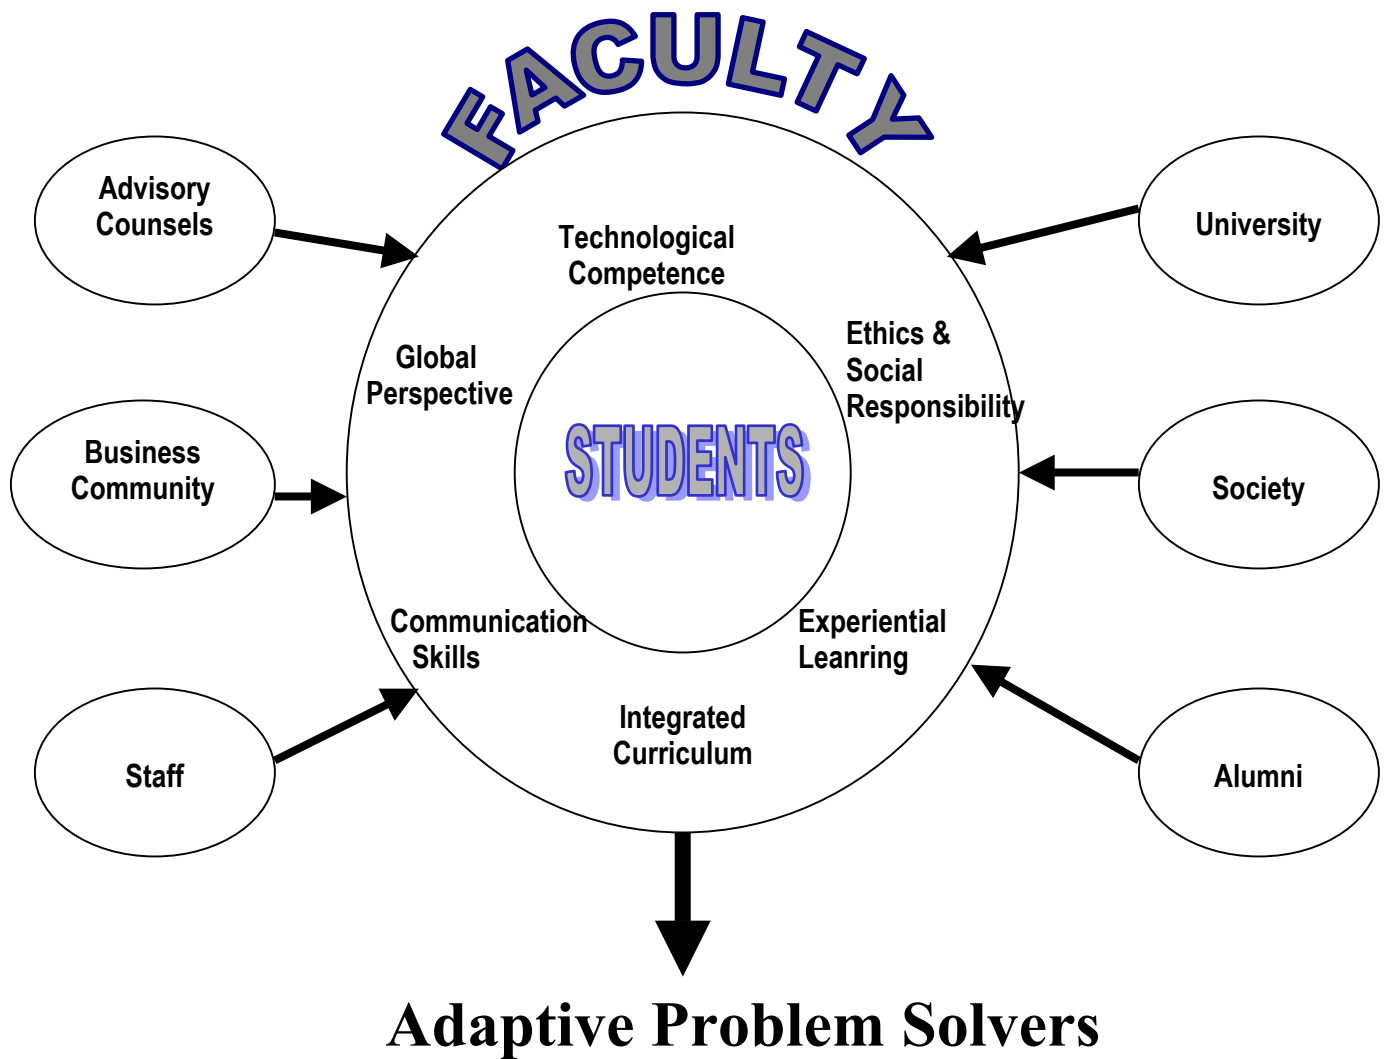 FACULTY
Advisory
Counsels
University
Technological
Competence
Ethics &
Social
Responsibility
Global
Perspective
STUDENTS
Business
Community
Society
Communication
Skills
Experiential
Leanring
Integrated
Curriculum
Staff
Alumni
Adaptive Problem Solvers